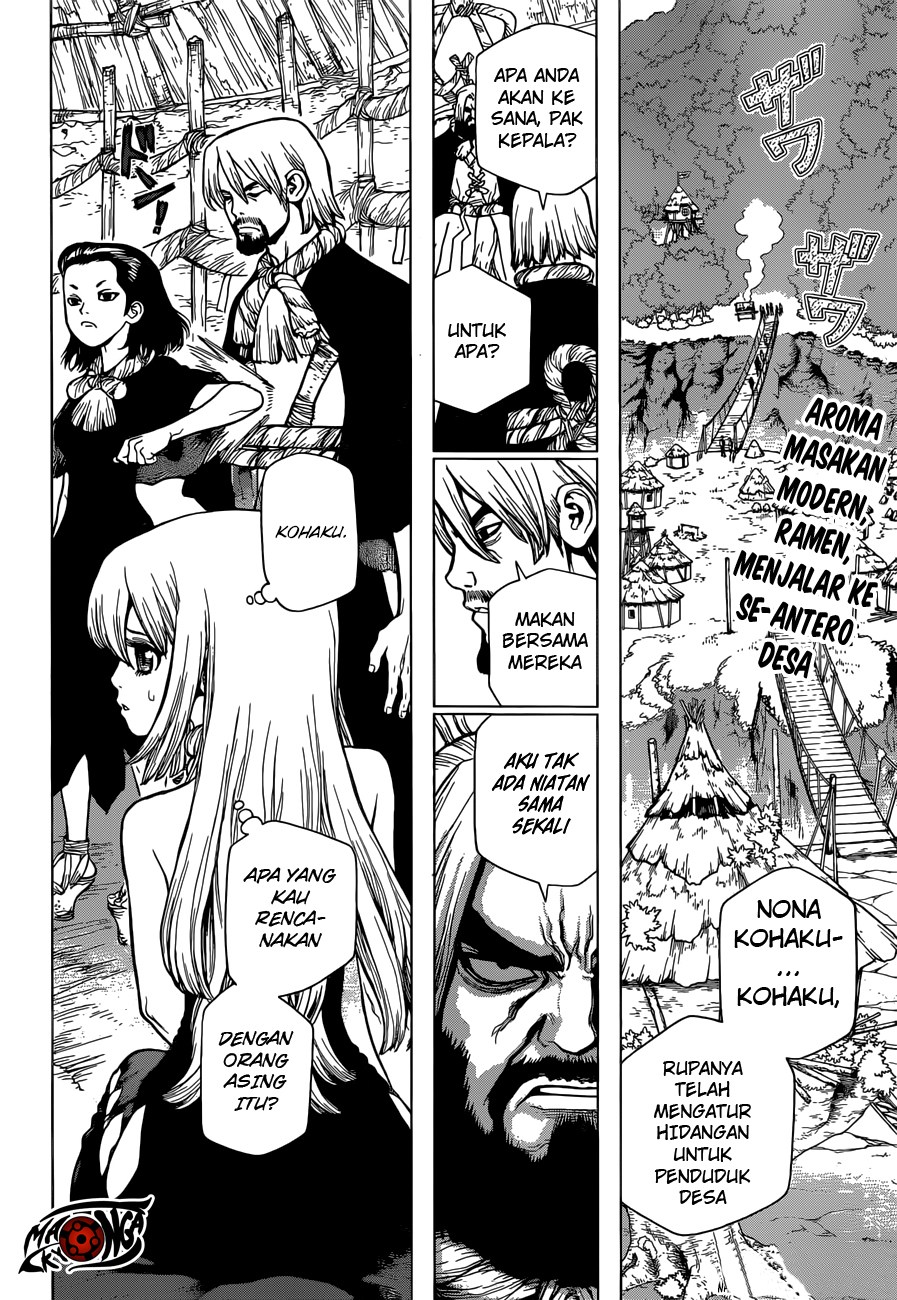 ザワ
ザワ
AROMA
MASAKAN
MODERN,
RAMEN,
MENJALAR KE
SE-ANTERO
DESA
NONA
KOHAKU-
...
KOHAKU,
RUPANYA
TELAH
MENGATUR
HIDANGAN
UNTUK
PENDUDUK
DESA
APA ANDA
AKAN KE
SANA, PAK
KEPALA?
UNTUK
APA?
MAKAN
BERSAMA
MEREKA
AKU TAK
ADA NIATAN
SAMA
SEKALI
ドン!
KOHAKU.
APA YANG
KAU
RENCA-
NAKAN
DENGAN
ORANG
ASING
ITU?